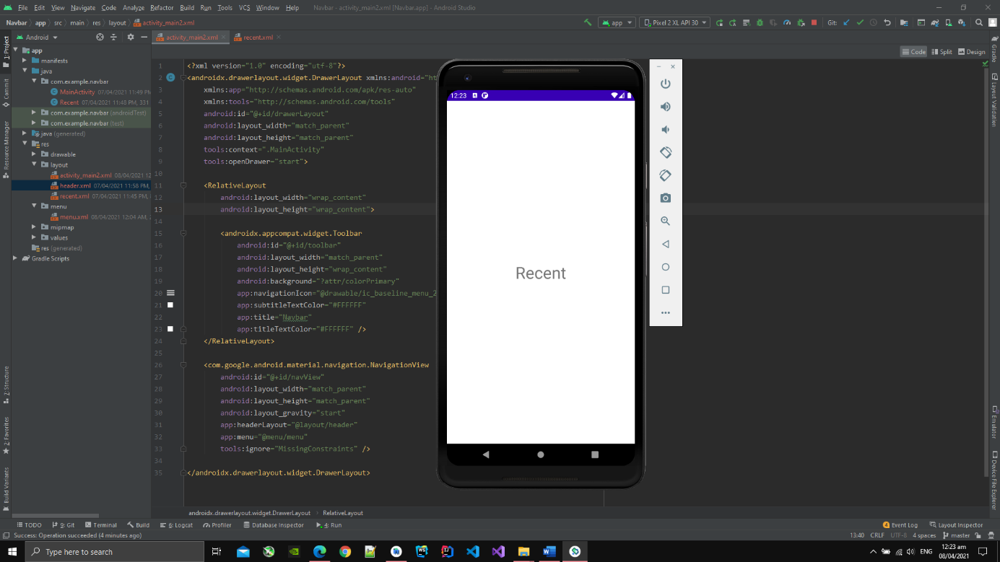 File Edit View Navigate Code Analyze Refactor Build Run Tools VCS Window Help Navbar - activity_main2.xml [Navbar.app] - Android Studio
Navbar app src main res layout activity_main2.xml app Pixel 2 XL API 30 Git:
Android activity_main2.xml recent.xml
Code Split Design
1: Project
Commit
Resource Manager
Z: Structure
2: Favorites
Build Variants
app
manifests
java
com.example.navbar
MainActivity 07/04/2021 11:49 PM
Recent 07/04/2021 11:48 PM, 331
com.example.navbar (androidTest)
com.example.navbar (test)
java (generated)
res
drawable
layout
activity_main2.xml 08/04/2021 12
header.xml 07/04/2021 11:58 PM,
recent.xml 07/04/2021 11:45 PM,
menu
menu.xml 08/04/2021 12:04 AM,
mipmap
values
res (generated)
Gradle Scripts
1 <?xml version="1.0" encoding="utf-8"?>
2 <androidx.drawerlayout.widget.DrawerLayout xmlns:android="ht
3 xmlns:app="http://schemas.android.com/apk/res-auto"
4 xmlns:tools="http://schemas.android.com/tools"
5 android:id="@+id/drawerLayout"
6 android:layout_width="match_parent"
7 android:layout_height="match_parent"
8 tools:context=".MainActivity"
9 tools:openDrawer="start">
10
11 <RelativeLayout
12 android:layout_width="wrap_content"
13 android:layout_height="wrap_content">
14
15 <androidx.appcompat.widget.Toolbar
16 android:id="@+id/toolbar"
17 android:layout_width="match_parent"
18 android:layout_height="wrap_content"
19 android:background="?attr/colorPrimary"
20 app:navigationIcon="@drawable/ic_baseline_menu_2
21 app:subtitleTextColor="#FFFFFF"
22 app:title="Navbar"
23 app:titleTextColor="#FFFFFF" />
24 </RelativeLayout>
25
26 <com.google.android.material.navigation.NavigationView
27 android:id="@+id/navView"
28 android:layout_width="match_parent"
29 android:layout_height="match_parent"
30 android:layout_gravity="start"
31 app:headerLayout="@layout/header"
32 app:menu="@menu/menu"
33 tools:ignore="MissingConstraints" />
34
35 </androidx.drawerlayout.widget.DrawerLayout>
12:23
Recent
Gradle
Layout Validation
Emulator
Device File Explorer
androidx.drawerlayout.widget.DrawerLayout RelativeLayout
TODO 9: Git Terminal Build 6: Logcat Profiler Database Inspector 4: Run 4 Event Log Layout Inspector
Success: Operation succeeded (4 minutes ago) 13:40 CRLF UTF-8 4 spaces master
Type here to search
ENG
12:23 am
08/04/2021